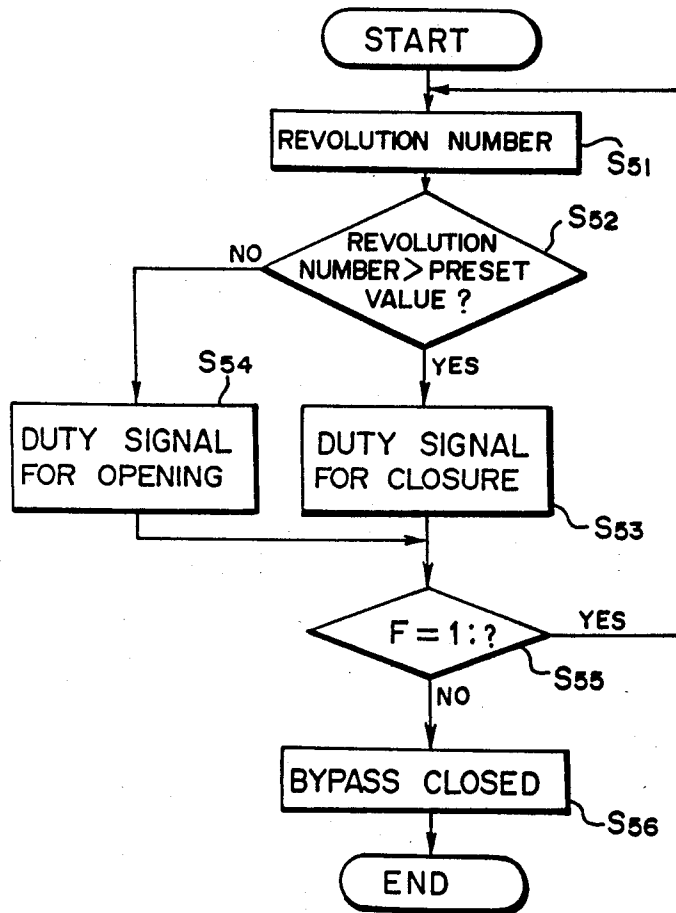 START
REVOLUTION NUMBER
S51
S52
REVOLUTION
NUMBER>PRESET
VALUE?
NO
YES
S54
DUTY SIGNAL
FOR OPENING
DUTY SIGNAL
FOR CLOSURE
S53
F=1:?
YES
S55
NO
BYPASS CLOSED
S56
END